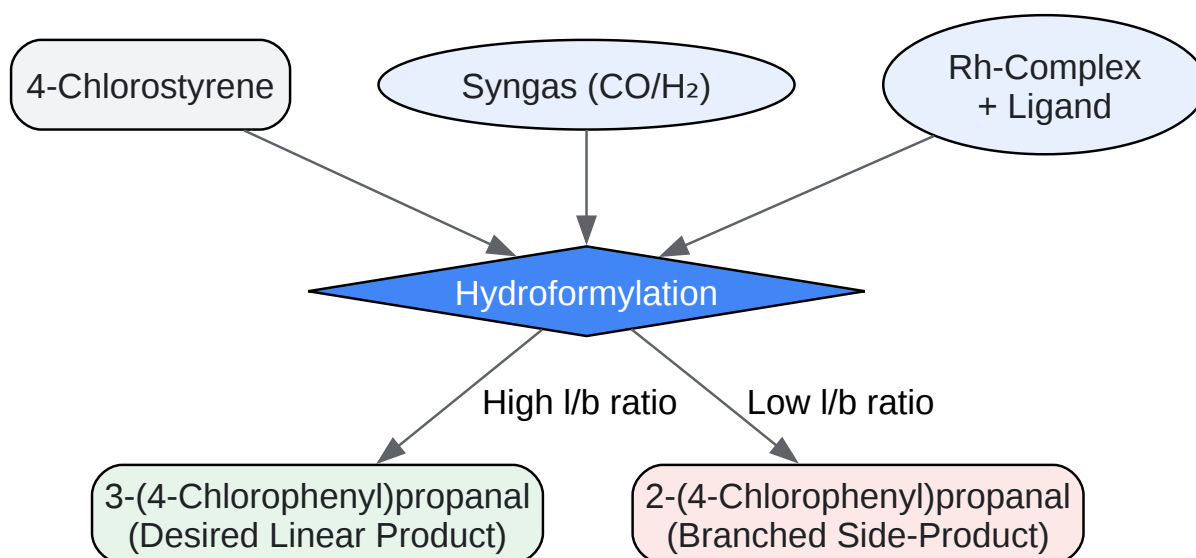 4-Chlorostyrene
Syngas (CO/H₂)
Rh-Complex
+ Ligand
Hydroformylation
High l/b ratio
Low l/b ratio
3-(4-Chlorophenyl)propanal
(Desired Linear Product)
2-(4-Chlorophenyl)propanal
(Branched Side-Product)